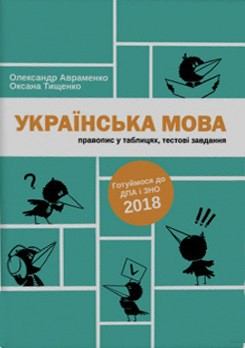 Олександр Авраменко
Оксана Тищенко
УКРАЇНСЬКА МОВА
правопис у таблицях, тестові завдання
Готуймося до
ДПА і ЗНО
2018
?
!!!